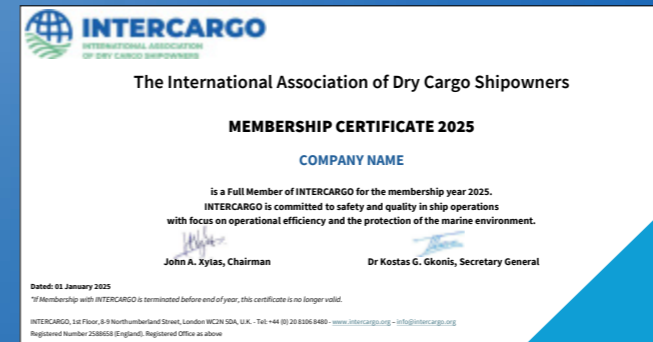 INTERCARGO
INTERNATIONAL ASSOCIATION
OF DRY CARGO SHIPOWNERS
The International Association of Dry Cargo Shipowners
MEMBERSHIP CERTIFICATE 2025
COMPANY NAME
is a Full Member of INTERCARGO for the membership year 2025.
INTERCARGO is committed to safety and quality in ship operations
with focus on operational efficiency and the protection of the marine environment.
John A. Xylas, Chairman
Dr Kostas G. Gkonis, Secretary General
Dated: 01 January 2025
*If Membership with INTERCARGO is terminated before end of year, this certificate is no longer valid.
INTERCARGO, 1st Floor, 8-9 Northumberland Street, London WC2N 5DA, U.K. - Tel: +44 (0) 20 8106 8480 - www.intercargo.org – info@intercargo.org
Registered Number 2588658 (England). Registered Office as above